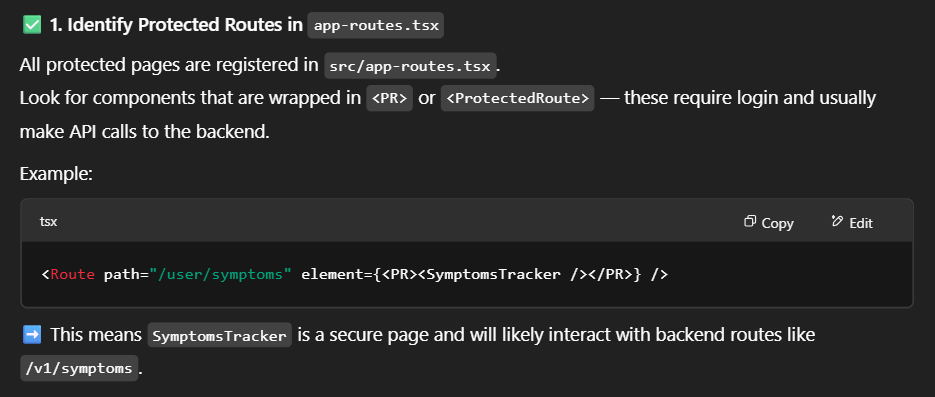 ✅ 1. Identify Protected Routes in app-routes.tsx
All protected pages are registered in src/app-routes.tsx.
Look for components that are wrapped in <PR> or <ProtectedRoute> — these require login and usually
make API calls to the backend.
Example:
tsx Copy Edit
<Route path="/user/symptoms" element={<PR><SymptomsTracker /></PR>} />
➡️ This means SymptomsTracker is a secure page and will likely interact with backend routes like
/v1/symptoms.